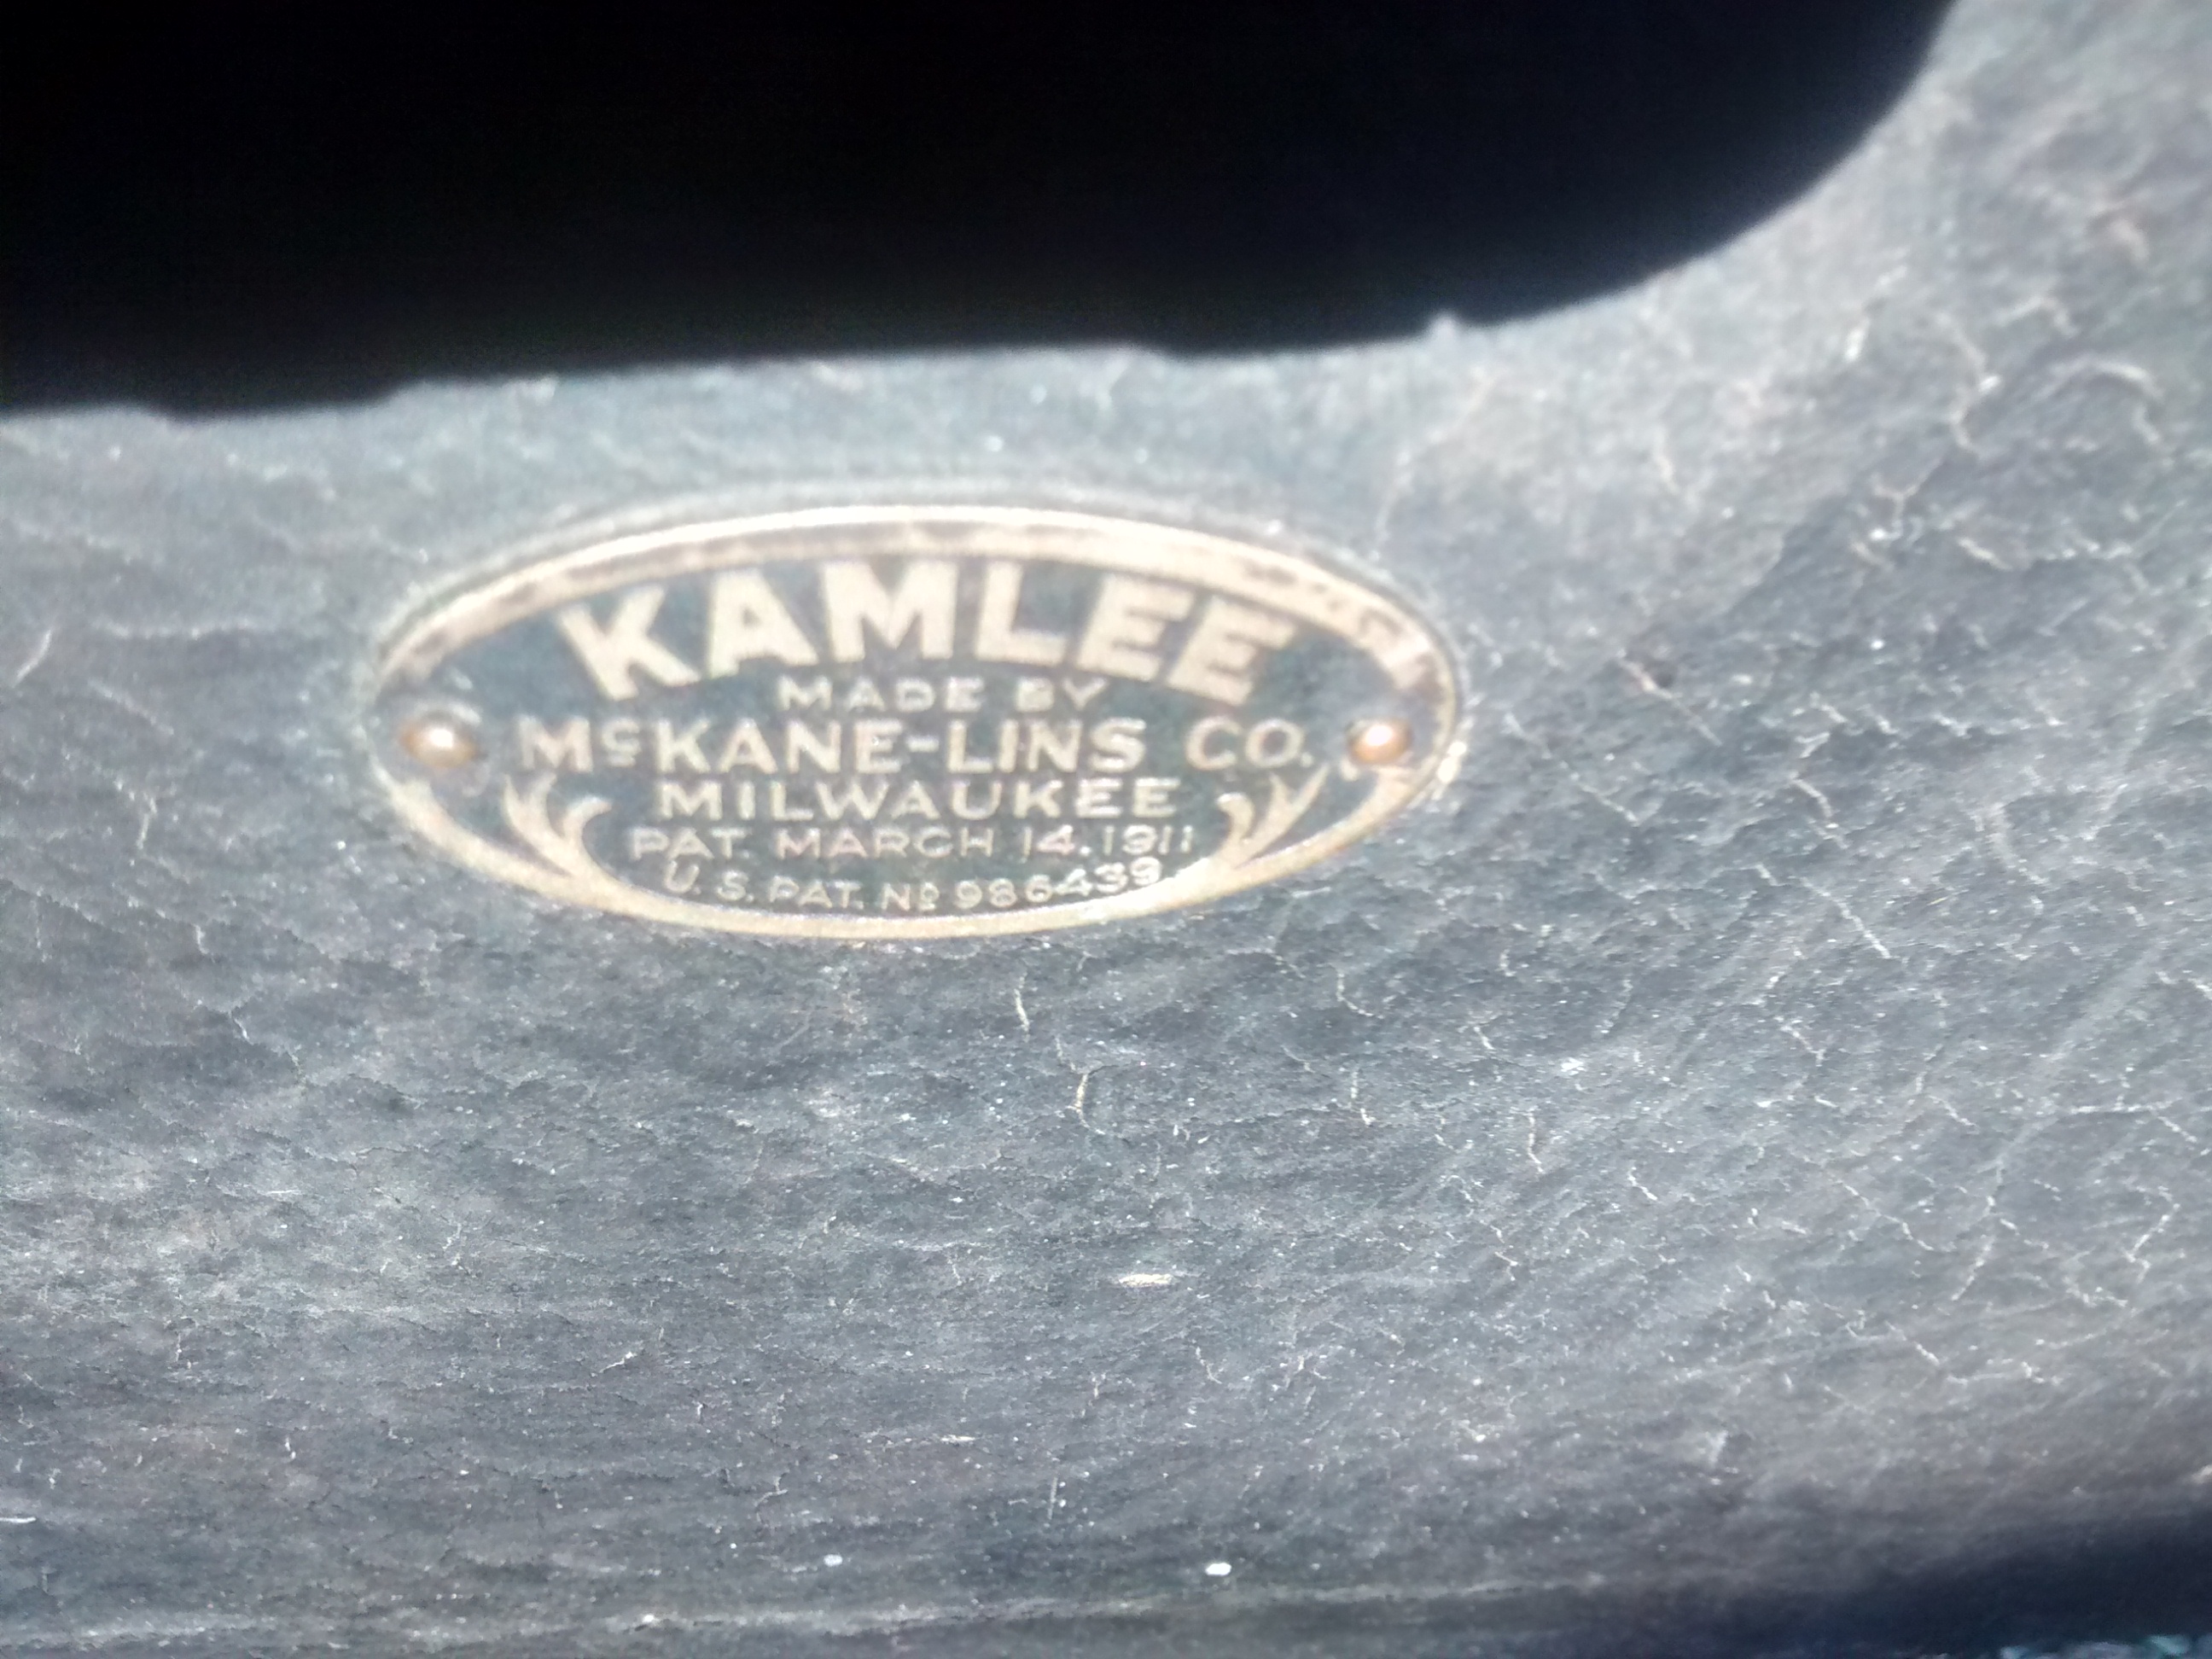 KAMLEE
MADE BY
McKANE-LINS CO.
MILWAUKEE
PAT. MARCH 14. 1911
U. S. PAT. No 986439.